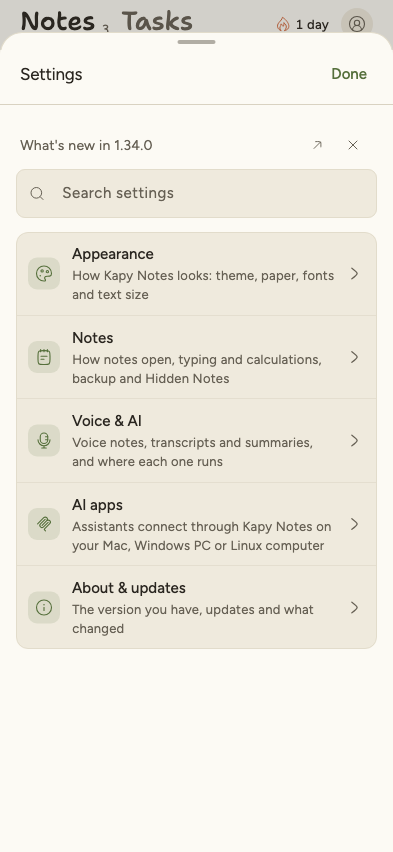 Notes 3 Tasks
1 day
Settings
Done
What's new in 1.34.0
Search settings
Appearance
How Kapy Notes looks: theme, paper, fonts
and text size
Notes
How notes open, typing and calculations,
backup and Hidden Notes
Voice & AI
Voice notes, transcripts and summaries,
and where each one runs
AI apps
Assistants connect through Kapy Notes on
your Mac, Windows PC or Linux computer
About & updates
The version you have, updates and what
changed